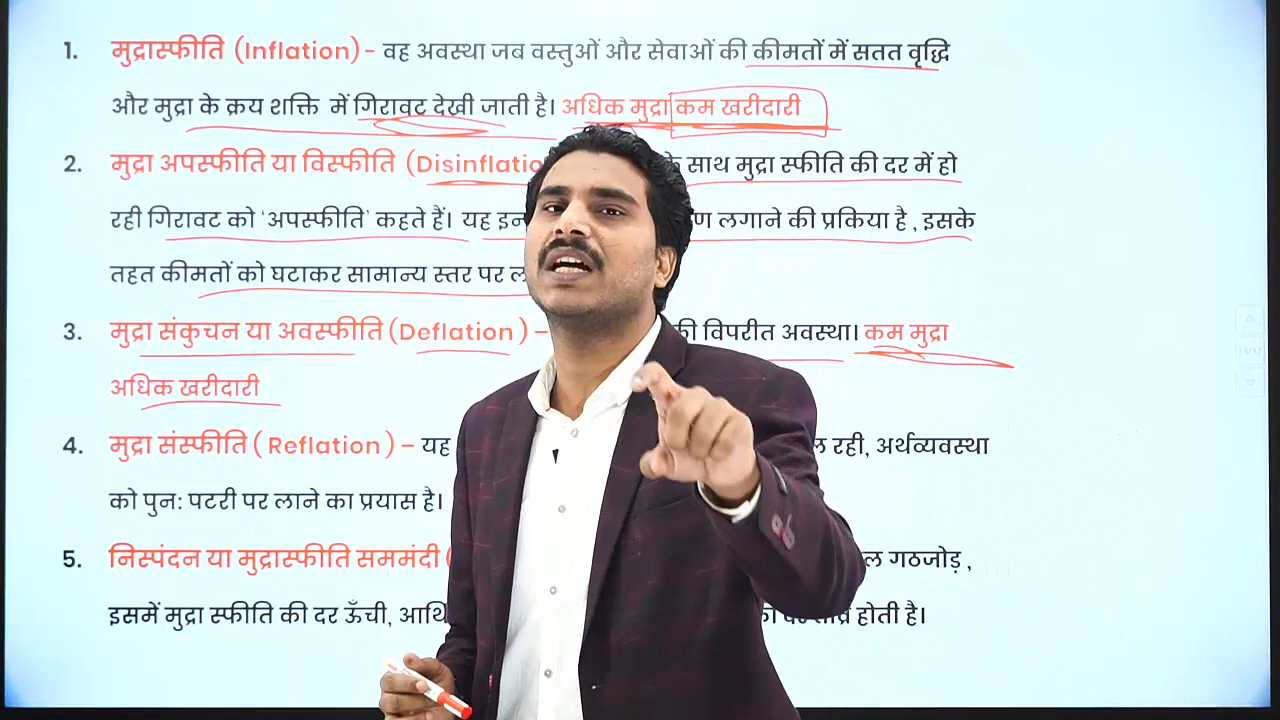 1. मुद्रास्फीति (Inflation) - वह अवस्था जब वस्तुओं और सेवाओं की कीमतों में सतत वृद्धि
और मुद्रा के क्रय शक्ति में गिरावट देखी जाती है। अधिक मुद्रा कम खरीदारी
2. मुद्रा अपस्फीति या विस्फीति (Disinflatio साथ मुद्रा स्फीति की दर में हो
रही गिरावट को ‘अपस्फीति’ कहते हैं। यह लगाने की प्रकिया है , इसके
तहत कीमतों को घटाकर सामान्य स्तर पर
3. मुद्रा संकुचन या अवस्फीति (Deflation ) – की विपरीत अवस्था। कम मुद्रा
अधिक खरीदारी
4. मुद्रा संस्फीति ( Reflation ) – यह रही, अर्थव्यवस्था
को पुन: पटरी पर लाने का प्रयास है।
5. निस्पंदन या मुद्रास्फीति सममंदी ( गठजोड़ ,
इसमें मुद्रा स्फीति की दर ऊँची, होती है।